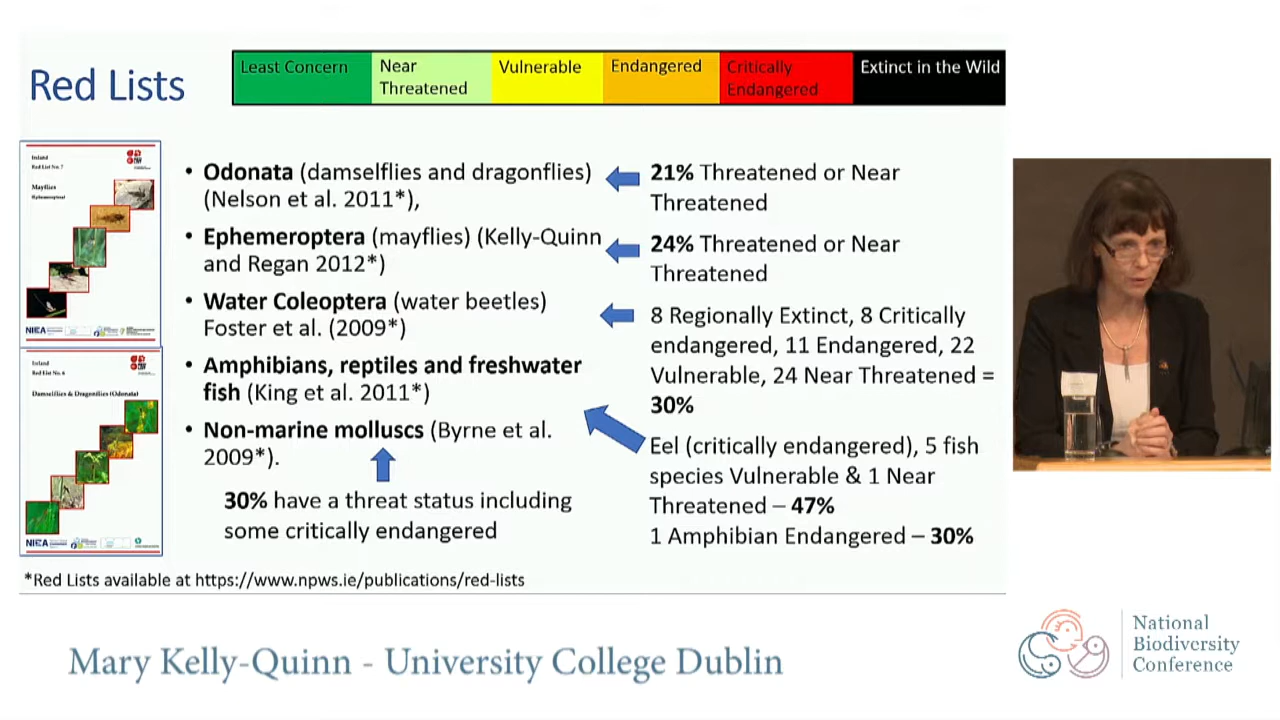 Red Lists
Least Concern
Near
Threatened
Vulnerable
Endangered
Critically
Endangered
Extinct in the Wild
Ireland
Red List No. 7
Mayflies
(Ephemeroptera)
NIEA
Ireland
Red List No. 6
Damselflies & Dragonflies (Odonata)
NIEA
• Odonata (damselflies and dragonflies)
(Nelson et al. 2011*),
• Ephemeroptera (mayflies) (Kelly-Quinn
and Regan 2012*)
• Water Coleoptera (water beetles)
Foster et al. (2009*)
• Amphibians, reptiles and freshwater
fish (King et al. 2011*)
• Non-marine molluscs (Byrne et al.
2009*).
30% have a threat status including
some critically endangered
21% Threatened or Near
Threatened
24% Threatened or Near
Threatened
8 Regionally Extinct, 8 Critically
endangered, 11 Endangered, 22
Vulnerable, 24 Near Threatened =
30%
Eel (critically endangered), 5 fish
species Vulnerable & 1 Near
Threatened – 47%
1 Amphibian Endangered – 30%
*Red Lists available at https://www.npws.ie/publications/red-lists
Mary Kelly-Quinn - University College Dublin
National
Biodiversity
Conference